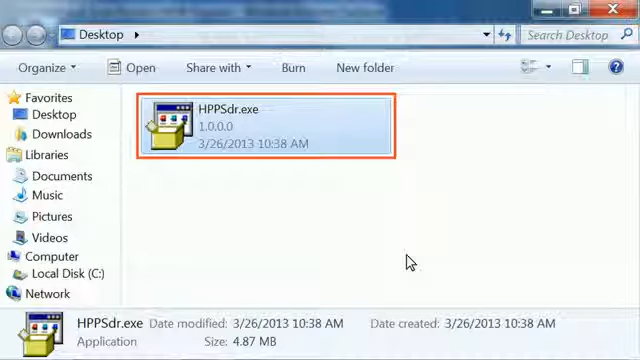 Desktop
Search Desktop
Organize Open Share with Burn New folder
Favorites
Desktop
Downloads
Libraries
Documents
Music
Pictures
Videos
Computer
Local Disk (C:)
Network
HPPSdr.exe
1.0.0.0
3/26/2013 10:38 AM
HPPSdr.exe Date modified: 3/26/2013 10:38 AM Date created: 3/26/2013 10:38 AM
Application Size: 4.87 MB